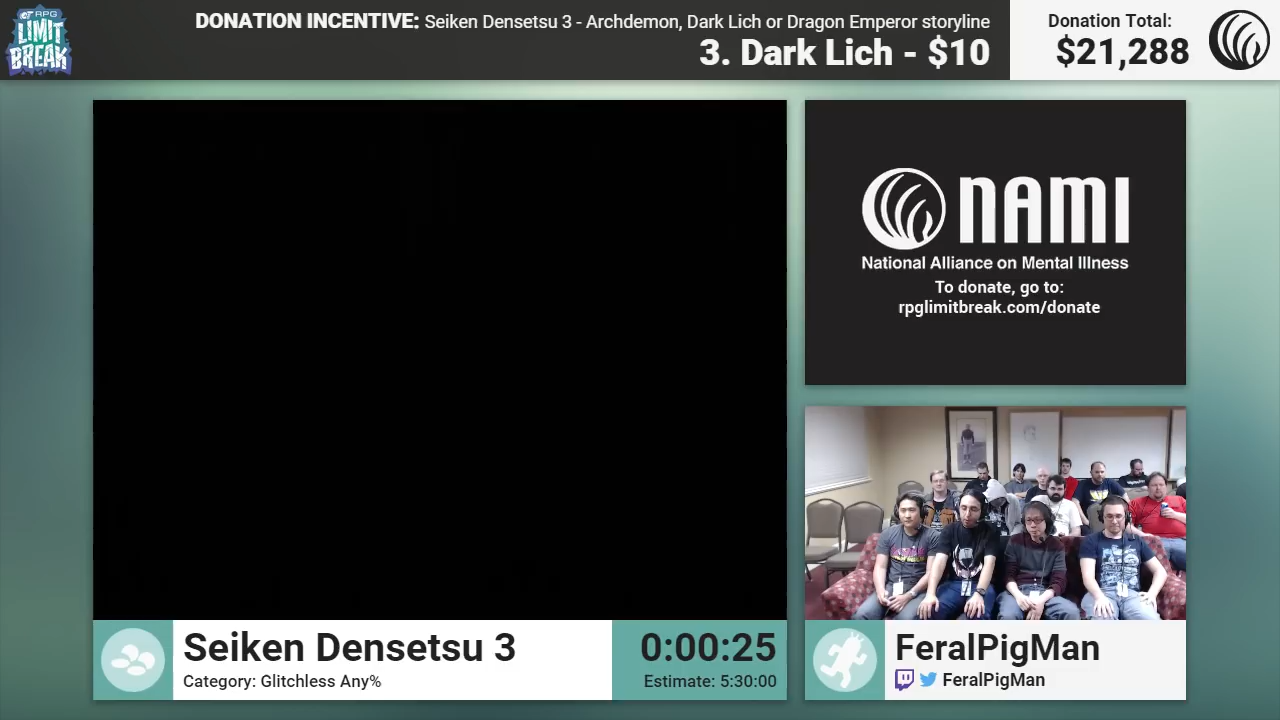 RPG
LIMIT
BREAK
DONATION INCENTIVE: Seiken Densetsu 3 - Archdemon, Dark Lich or Dragon Emperor storyline
3. Dark Lich - $10
Donation Total:
$21,288
NAMI
National Alliance on Mental Illness
To donate, go to:
rpglimitbreak.com/donate
Seiken Densetsu 3
Category: Glitchless Any%
0:00:25
Estimate: 5:30:00
FeralPigMan
FeralPigMan